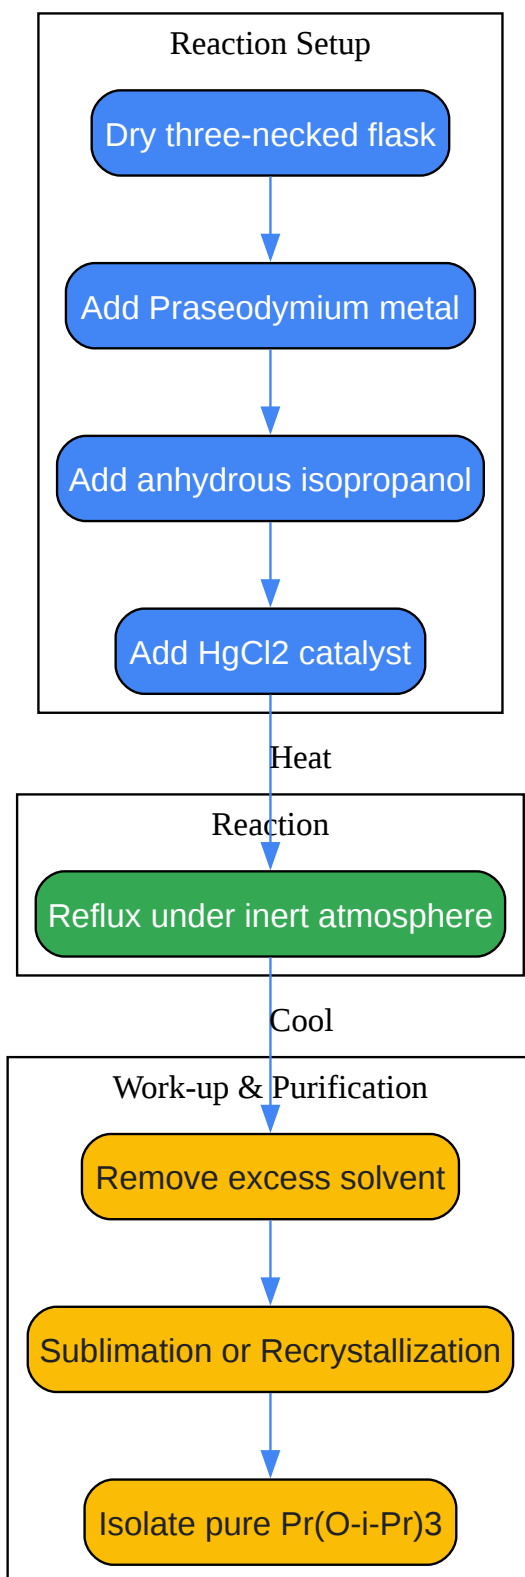 Reaction Setup
Dry three-necked flask
Add Praseodymium metal
Add anhydrous isopropanol
Add HgCl2 catalyst
Heat
Reaction
Reflux under inert atmosphere
Cool
Work-up & Purification
Remove excess solvent
Sublimation or Recrystallization
Isolate pure Pr(O-i-Pr)3